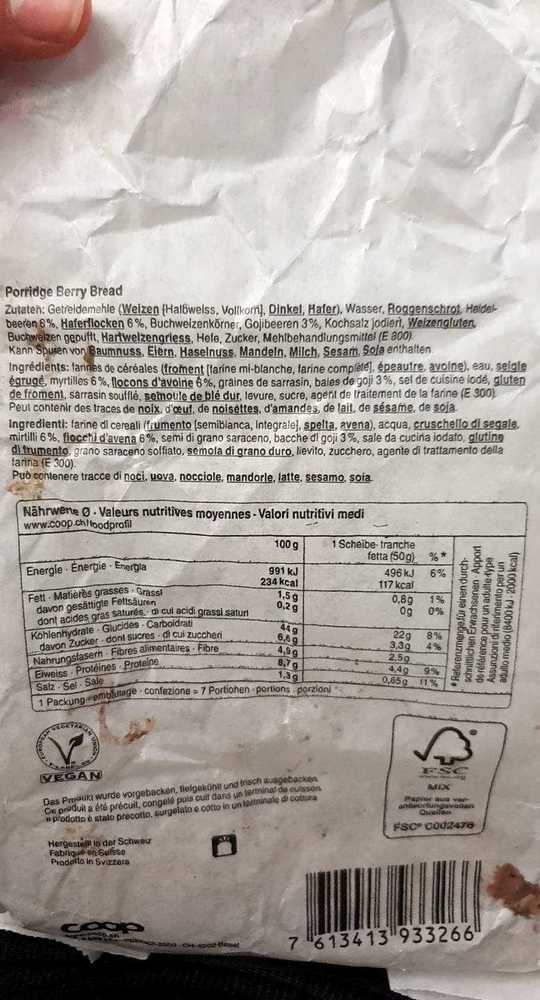 Porridge Berry Bread
Zutaten: Getreidemehle (Weizen [Halbweiss, Vollkorn], Dinkel, Hafer), Wasser, Roggenschrot, Heidel-
beeren 6%, Haferflocken 6%, Buchweizenkörner, Gojibeeren 3%, Kochsalz jodiert, Weizengluten,
Buchweizen gepufft, Hartweizengriess, Hefe, Zucker, Mehlbehandlungsmittel (E 300).
Kann Spuren von Baumnuss, Eiern, Haselnuss, Mandeln, Milch, Sesam, Soja enthalten.
Ingrédients: farines de céréales (froment [farine mi-blanche, farine complète], épeautre, avoine), eau, seigle
égrugé, myrtilles 6%, flocons d'avoine 6%, graines de sarrasin, baies de goji 3%, sel de cuisine iodé, gluten
de froment, sarrasin soufflé, semoule de blé dur, levure, sucre, agent de traitement de la farine (E 300).
Peut contenir des traces de noix, d'œuf, de noisettes, d'amandes, de lait, de sésame, de soja.
Ingredienti: farine di cereali (frumento [semibianca, integrale], spelta, avena), acqua, cruschello di segale,
mirtilli 6%, fiocchi d'avena 6%, semi di grano saraceno, bacche di goji 3%, sale da cucina iodato, glutine
di frumento, grano saraceno soffiato, semola di grano duro, lievito, zucchero, agente di trattamento della
farina (E 300).
Può contenere tracce di noci, uova, nocciole, mandorle, latte, sesamo, soia.
Nährwerte Ø - Valeurs nutritives moyennes - Valori nutritivi medi
www.coop.ch/foodprofil
100 g 1 Scheibe-tranche
fetta (50g) %*
Energie - Énergie - Energia 991 kJ 496 kJ 6%
234 kcal 117 kcal
Fett - Matières grasses - Grassi 1,5 g 0,8g 1%
davon gesättigte Fettsäuren 0,2 g 0g 0%
dont acides gras saturés - di cui acidi grassi saturi
Kohlenhydrate - Glucides - Carboidrati 44 g 22g 8%
davon Zucker - dont sucres - di cui zuccheri 6,6 g 3,3g 4%
Nahrungsfasern - Fibres alimentaires - Fibre 4,9 g 2,5g
Eiweiss - Protéines - Proteine 8,7 g 4,4g 9%
Salz - Sel - Sale 1,3 g 0,65g 11%
1 Packung - emballage - confezione = 7 Portionen - portions - porzioni
* Referenzmenge für einen durch-
schnittlichen Erwachsenen - Apport
de référence pour un adulte-type
Assunzioni di riferimento per un
adulto medio (8400 kJ - 2000 kcal)
EUROPEAN VEGETARIAN UNION
VEGAN
Das Produkt wurde vorgebacken, tiefgekühlt und frisch ausgebacken
Ce produit a été précuit, congelé puis cuit dans un terminal de cuisson
Il prodotto è stato precotto, surgelato e cotto in un terminale di cottura
Hergestellt in der Schweiz
Fabriqué en Suisse
Prodotto in Svizzera
FSC
www.fsc.org
MIX
Papier aus ver-
antwortungsvollen
Quellen
FSC® C002476
coop
CH-4002 Basel
7 613413 933266